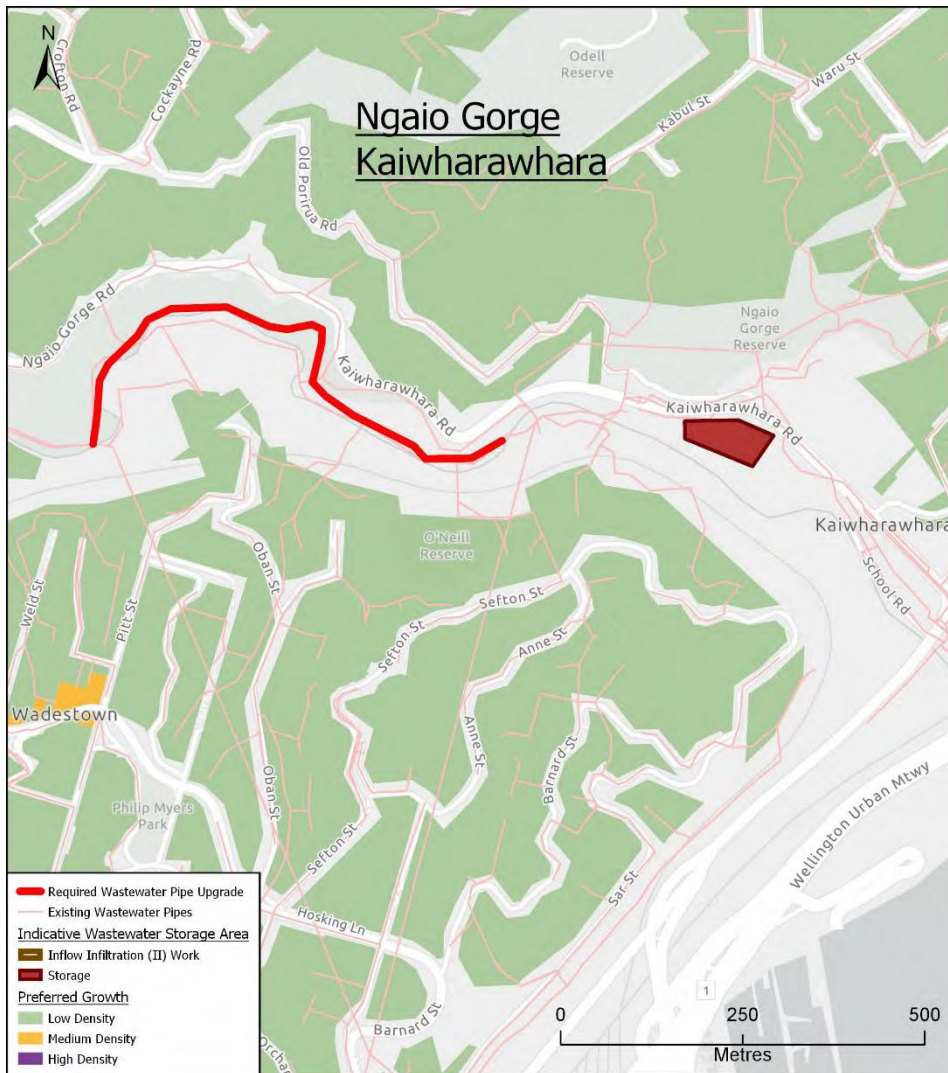 N
Crofton Rd
Cockayne Rd
Odell
Reserve
Kabul St
Waru St
Ngaio Gorge
Kaiwharawhara
Old Porirua Rd
Ngaio Gorge Rd
Ngaio
Gorge
Reserve
Kaiwharawhara Rd
Kaiwharawhara Rd
Kaiwharawhara
School Rd
O'Neill
Reserve
Oban St
Weld St
Pitt St
Sefton St
Sefton St
Anne St
Anne St
Barnard St
Wadestown
Philip Myers
Park
Oban St
Sefton St
Sar St
Wellington Urban Mtwy
Hosking Ln
Barnard St
1
Required Wastewater Pipe Upgrade
Existing Wastewater Pipes
Indicative Wastewater Storage Area
Inflow Infiltration (II) Work
Storage
Preferred Growth
Low Density
Medium Density
High Density
Orchar
0 250 500
Metres